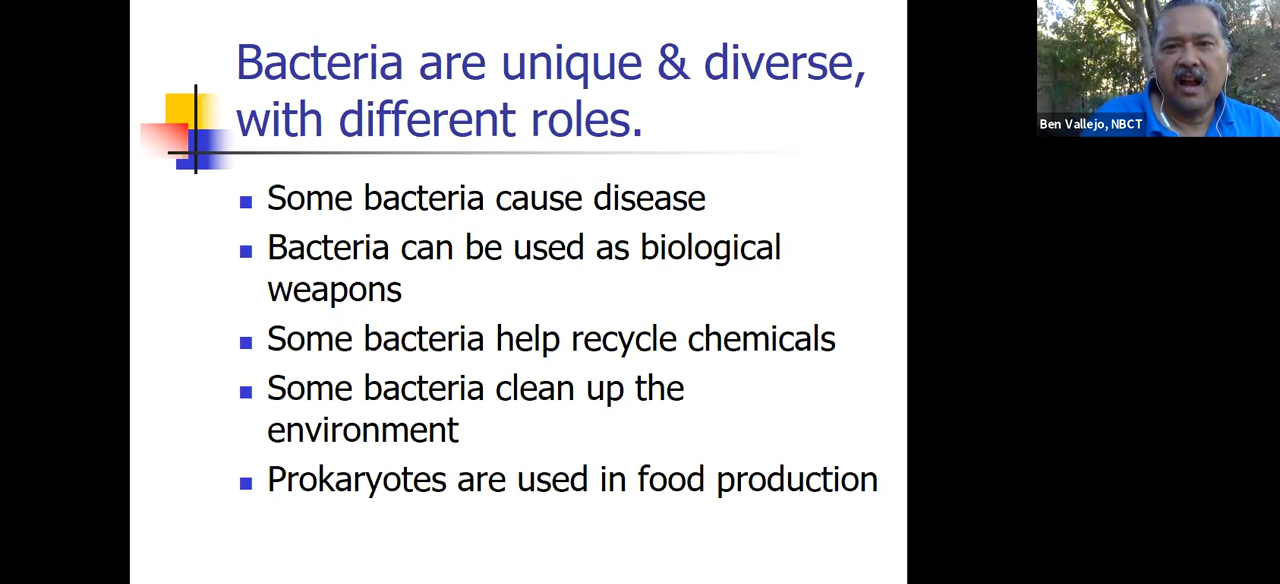 Bacteria are unique & diverse,
with different roles.
Some bacteria cause disease
Bacteria can be used as biological
weapons
Some bacteria help recycle chemicals
Some bacteria clean up the
environment
Prokaryotes are used in food production
Ben Vallejo, NBCT